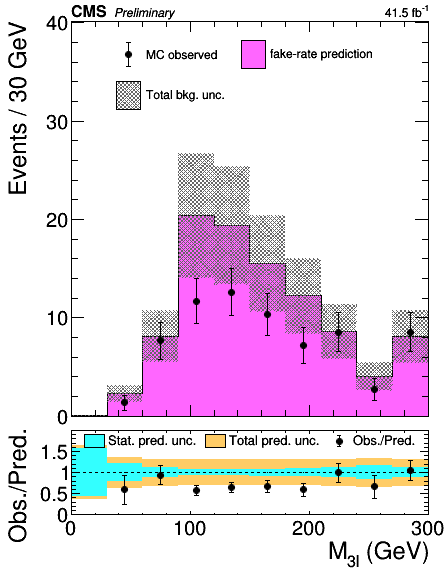 CMS Preliminary 41.5 fb⁻¹
Events / 30 GeV
40
30
20
10
0
MC observed
fake-rate prediction
Total bkg. unc.
Obs./Pred.
1.5
1
0.5
0
Stat. pred. unc.
Total pred. unc.
Obs./Pred.
0 100 200 300
M3l (GeV)